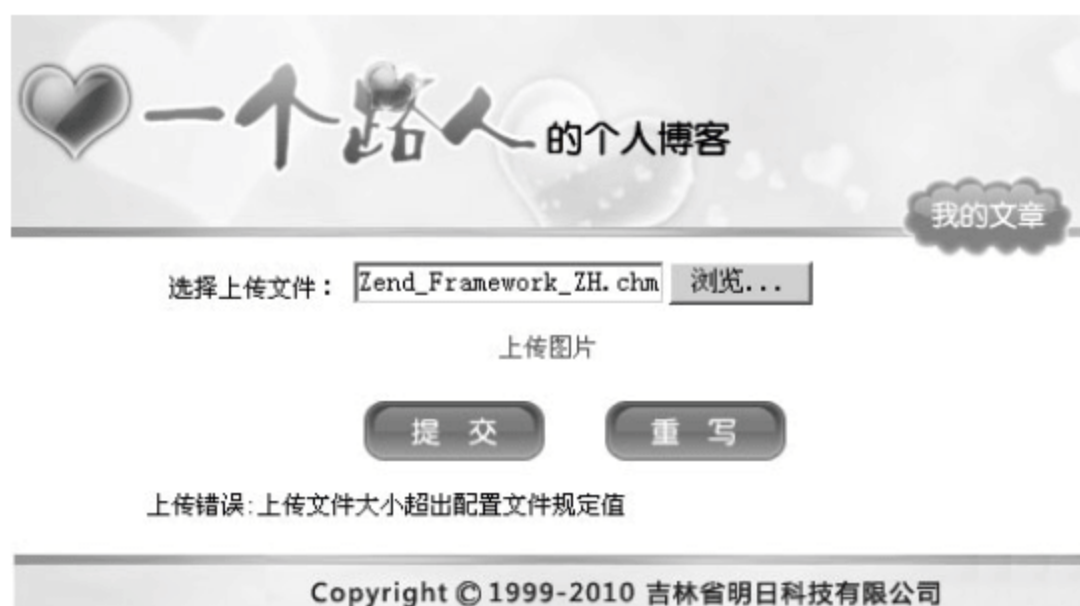 一个路人的个人博客
我的文章
选择上传文件： Zend_Framework_ZH.chm 浏览...
上传图片
提 交 重 写
上传错误:上传文件大小超出配置文件规定值
Copyright © 1999-2010 吉林省明日科技有限公司